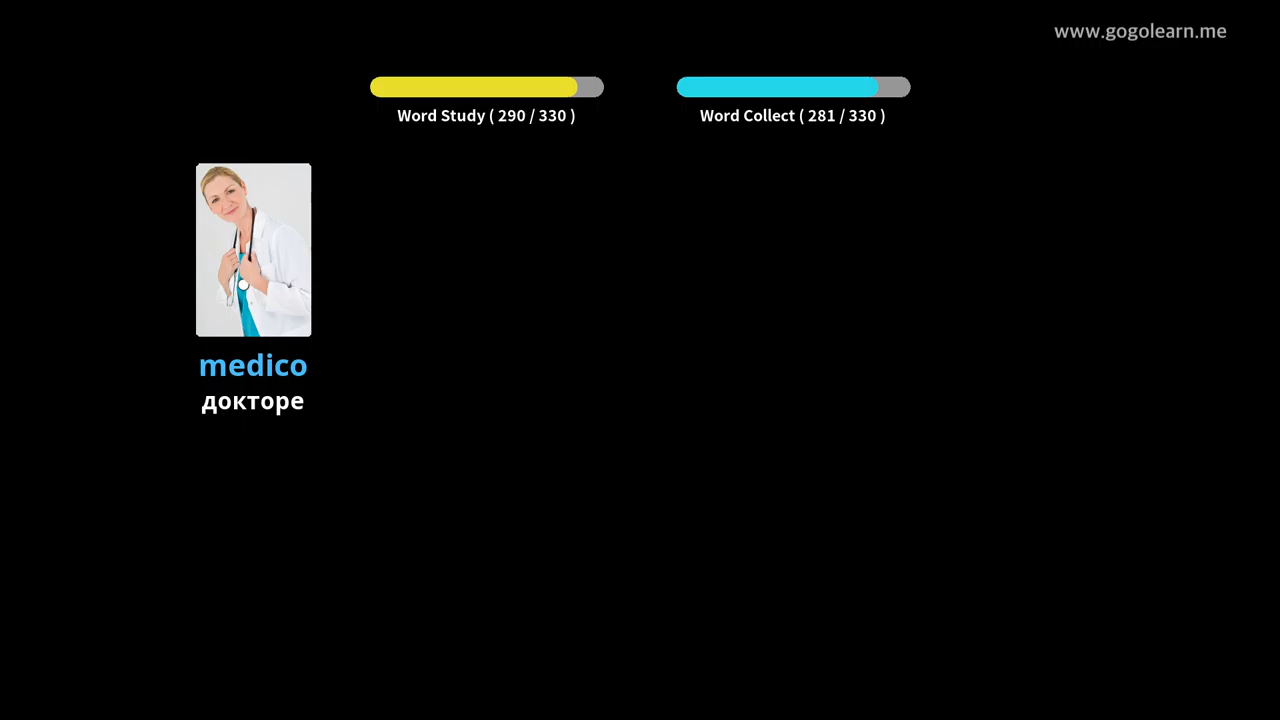 www.gogolearn.me
Word Study ( 290 / 330 )
Word Collect ( 281 / 330 )
medico
докторе